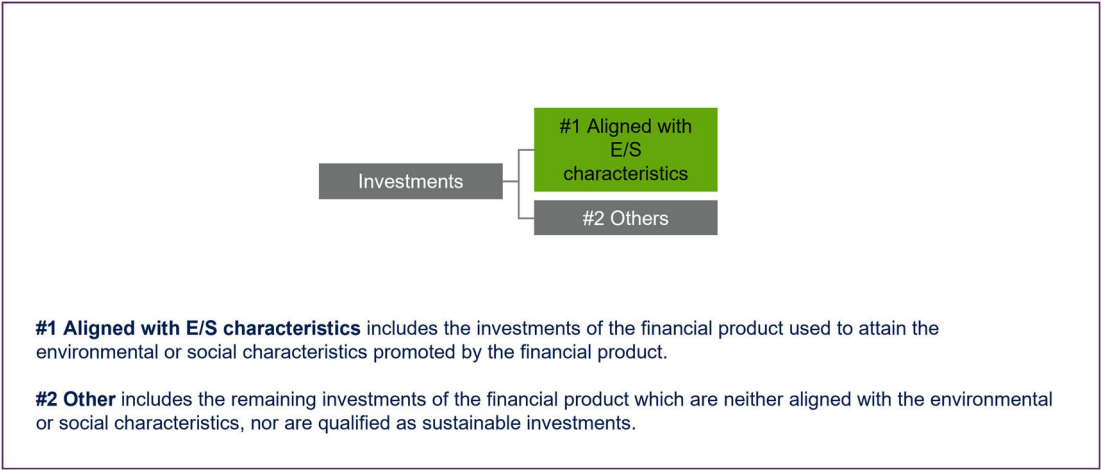 #1 Aligned with
E/S
characteristics
Investments
#2 Others
#1 Aligned with E/S characteristics includes the investments of the financial product used to attain the
environmental or social characteristics promoted by the financial product.
#2 Other includes the remaining investments of the financial product which are neither aligned with the environmental
or social characteristics, nor are qualified as sustainable investments.